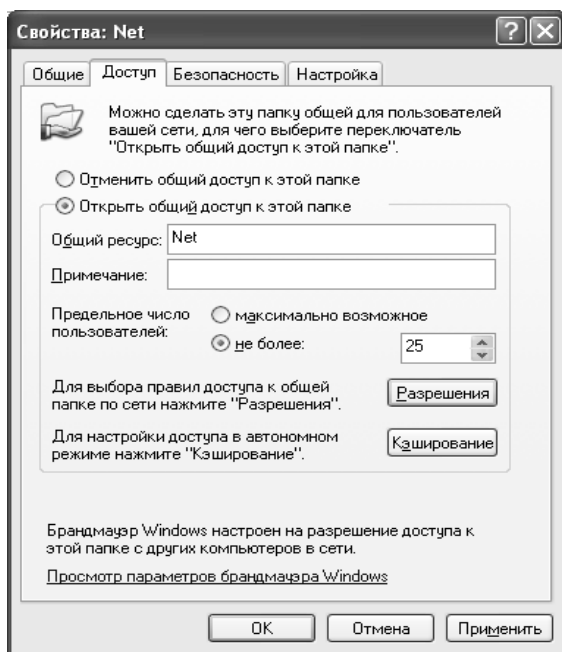 Свойства: Net
Общие Доступ Безопасность Настройка
Можно сделать эту папку общей для пользователей
вашей сети, для чего выберите переключатель
"Открыть общий доступ к этой папке".
Отменить общий доступ к этой папке
Открыть общий доступ к этой папке
Общий ресурс: Net
Примечание:
Предельное число
пользователей:
максимально возможное
не более: 25
Для выбора правил доступа к общей
папке по сети нажмите "Разрешения".
Разрешения
Для настройки доступа в автономном
режиме нажмите "Кэширование".
Кэширование
Брандмауэр Windows настроен на разрешение доступа к
этой папке с других компьютеров в сети.
Просмотр параметров брандмауэра Windows
OK Отмена Применить